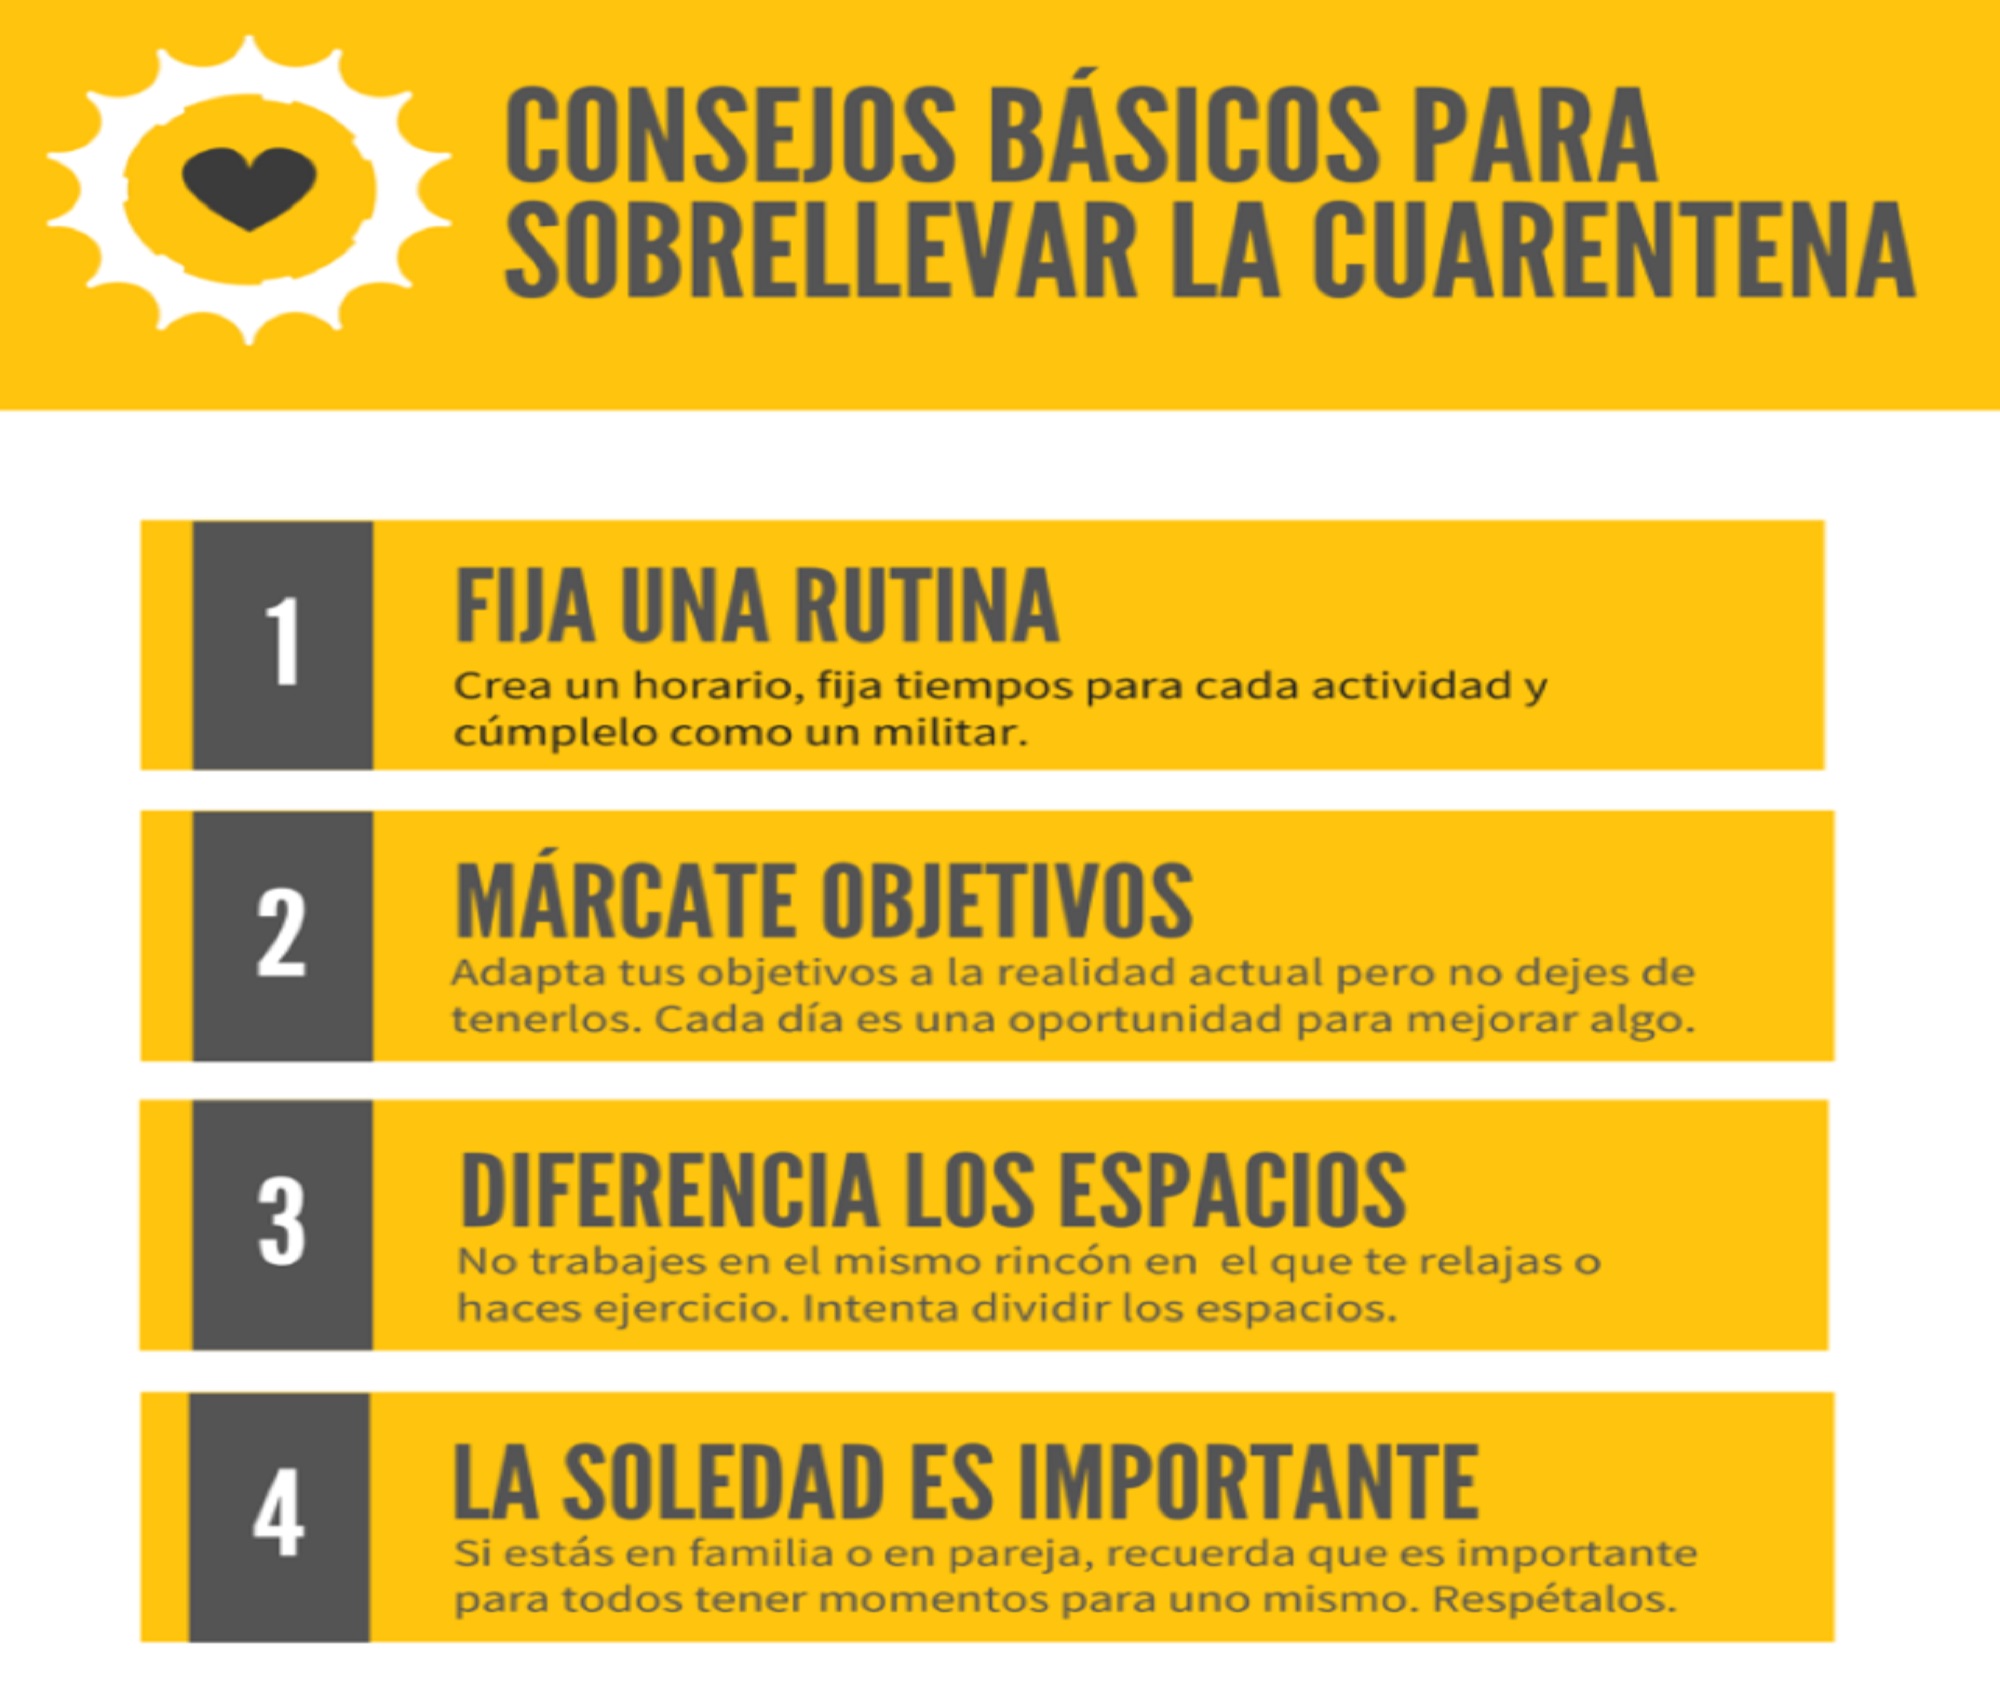 CONSEJOS BÁSICOS PARA
SOBRELLEVAR LA CUARENTENA
1
FIJA UNA RUTINA
Crea un horario, fija tiempos para cada actividad y
cúmplelo como un militar.
2
MÁRCATE OBJETIVOS
Adapta tus objetivos a la realidad actual pero no dejes de
tenerlos. Cada día es una oportunidad para mejorar algo.
3
DIFERENCIA LOS ESPACIOS
No trabajes en el mismo rincón en  el que te relajas o
haces ejercicio. Intenta dividir los espacios.
4
LA SOLEDAD ES IMPORTANTE
Si estás en familia o en pareja, recuerda que es importante
para todos tener momentos para uno mismo. Respétalos.